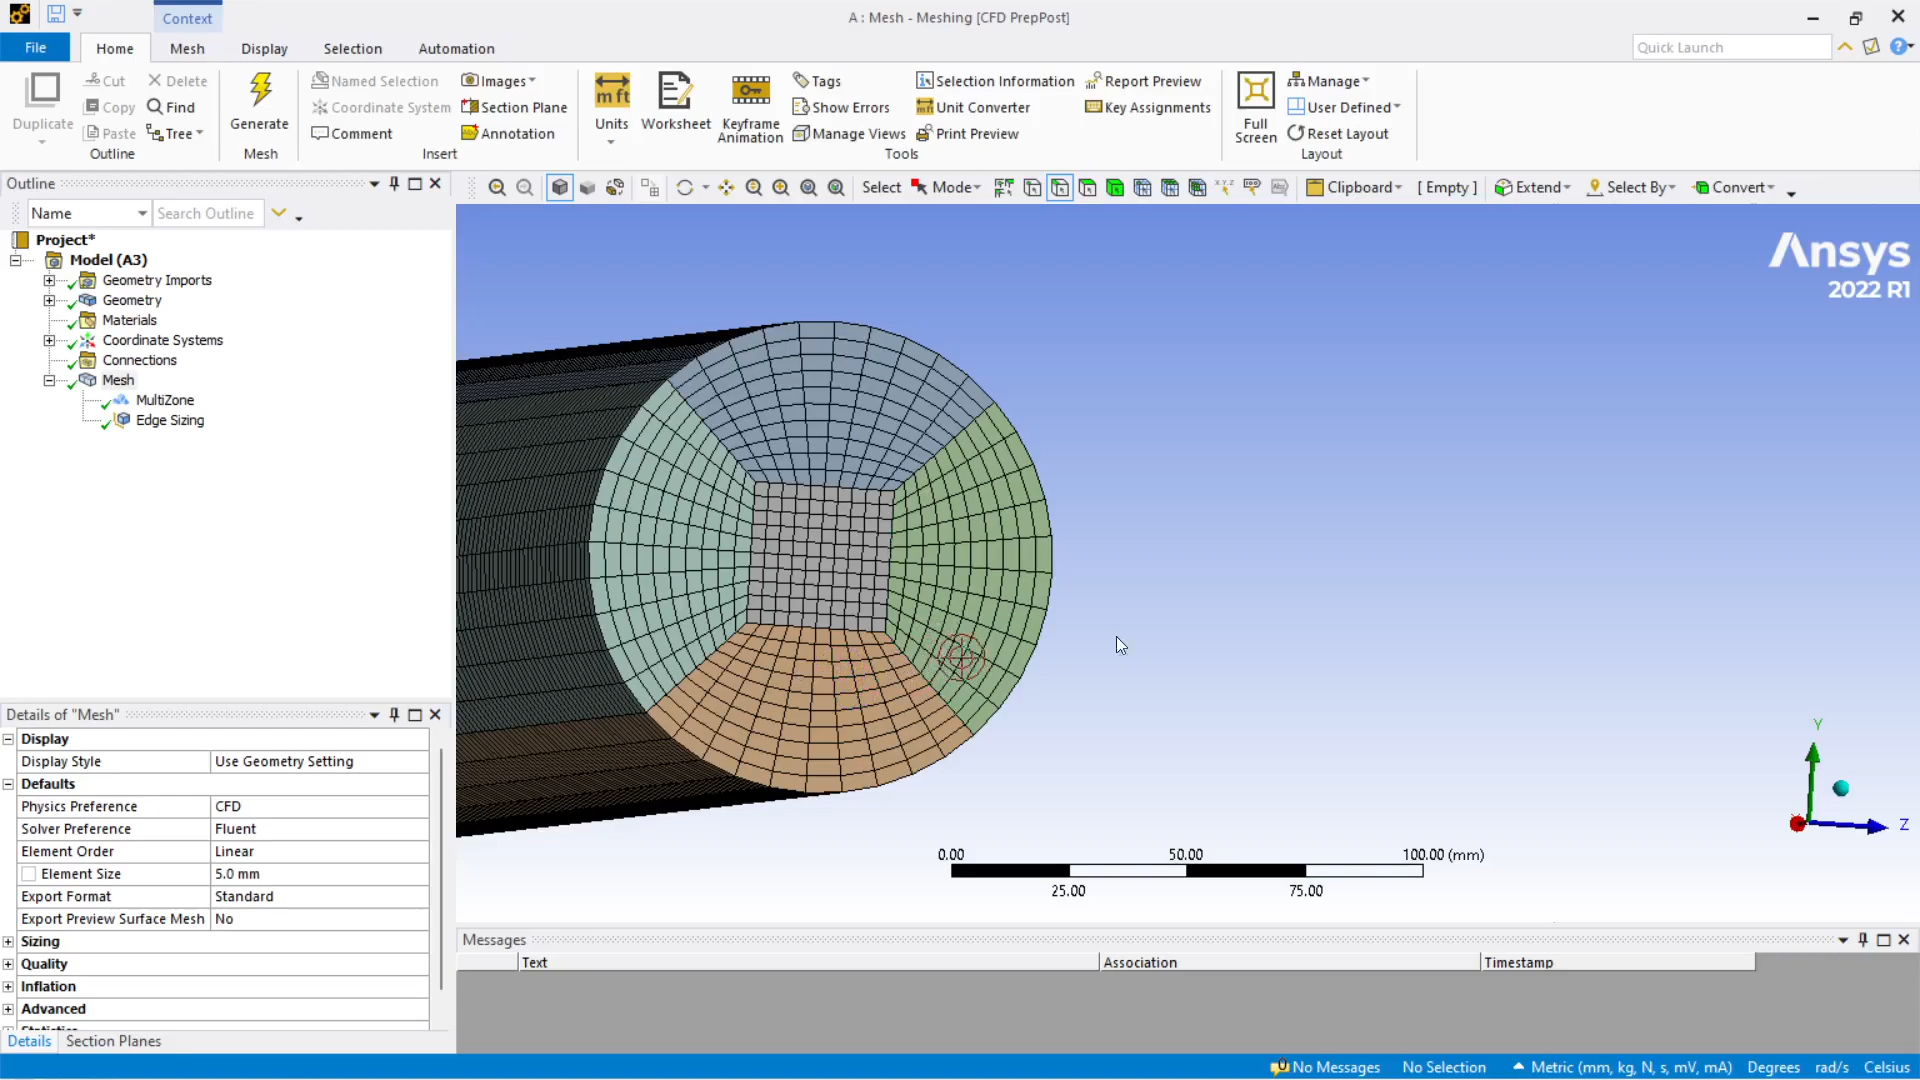 Context
A : Mesh - Meshing [CFD PrepPost]
File
Home
Mesh
Display
Selection
Automation
Quick Launch
Duplicate
Cut
Copy
Paste
Delete
Find
Tree
Outline
Generate
Mesh
Named Selection
Coordinate System
Comment
Images
Section Plane
Annotation
Insert
Units
Worksheet
Keyframe
Animation
Tags
Show Errors
Manage Views
Selection Information
Unit Converter
Print Preview
Report Preview
Key Assignments
Tools
Full
Screen
Manage
User Defined
Reset Layout
Layout
Outline
Select
Mode
Clipboard
[ Empty ]
Extend
Select By
Convert
Name
Search Outline
Project*
Model (A3)
Geometry Imports
Geometry
Materials
Coordinate Systems
Connections
Mesh
MultiZone
Edge Sizing
Ansys
2022 R1
Y
Z
0.00
50.00
100.00 (mm)
25.00
75.00
Details of "Mesh"
Display
Display Style Use Geometry Setting
Defaults
Physics Preference CFD
Solver Preference Fluent
Element Order Linear
Element Size 5.0 mm
Export Format Standard
Export Preview Surface Mesh No
Sizing
Quality
Inflation
Advanced
Statistics
Details
Section Planes
Messages
Text
Association
Timestamp
0 No Messages
No Selection
Metric (mm, kg, N, s, mV, mA)
Degrees
rad/s
Celsius